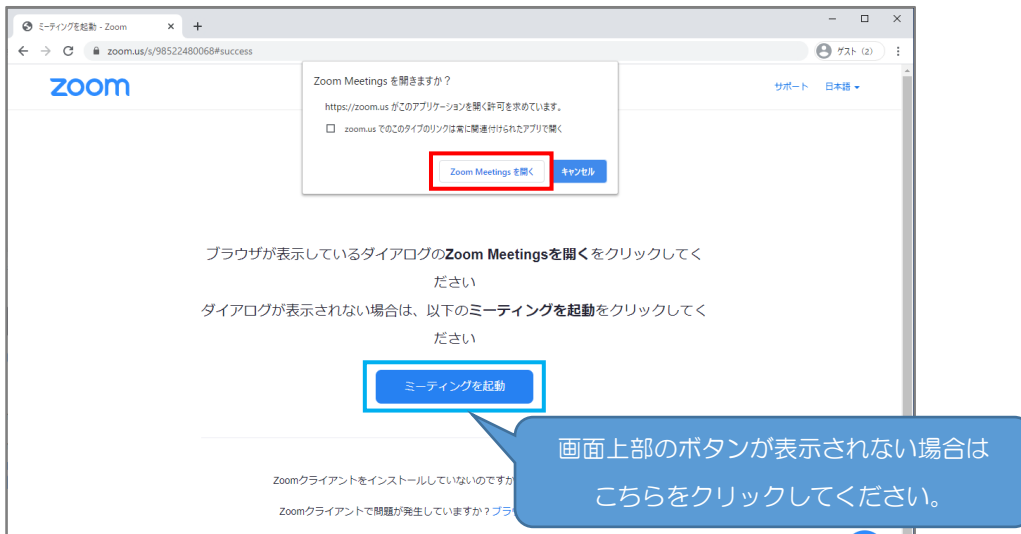 ミーティングを起動 - Zoom
zoom.us/s/98522480068#success
ゲスト (2)
zoom
サポート 日本語
Zoom Meetings を開きますか？
https://zoom.us がこのアプリケーションを開く許可を求めています。
zoom.us でのこのタイプのリンクは常に関連付けられたアプリで開く
Zoom Meetings を開く キャンセル
ブラウザが表示しているダイアログのZoom Meetingsを開くをクリックしてく
ださい
ダイアログが表示されない場合は、以下のミーティングを起動をクリックしてく
ださい
ミーティングを起動
画面上部のボタンが表示されない場合は
こちらをクリックしてください。
Zoomクライアントをインストールしていないのですか
Zoomクライアントで問題が発生していますか？ブラ